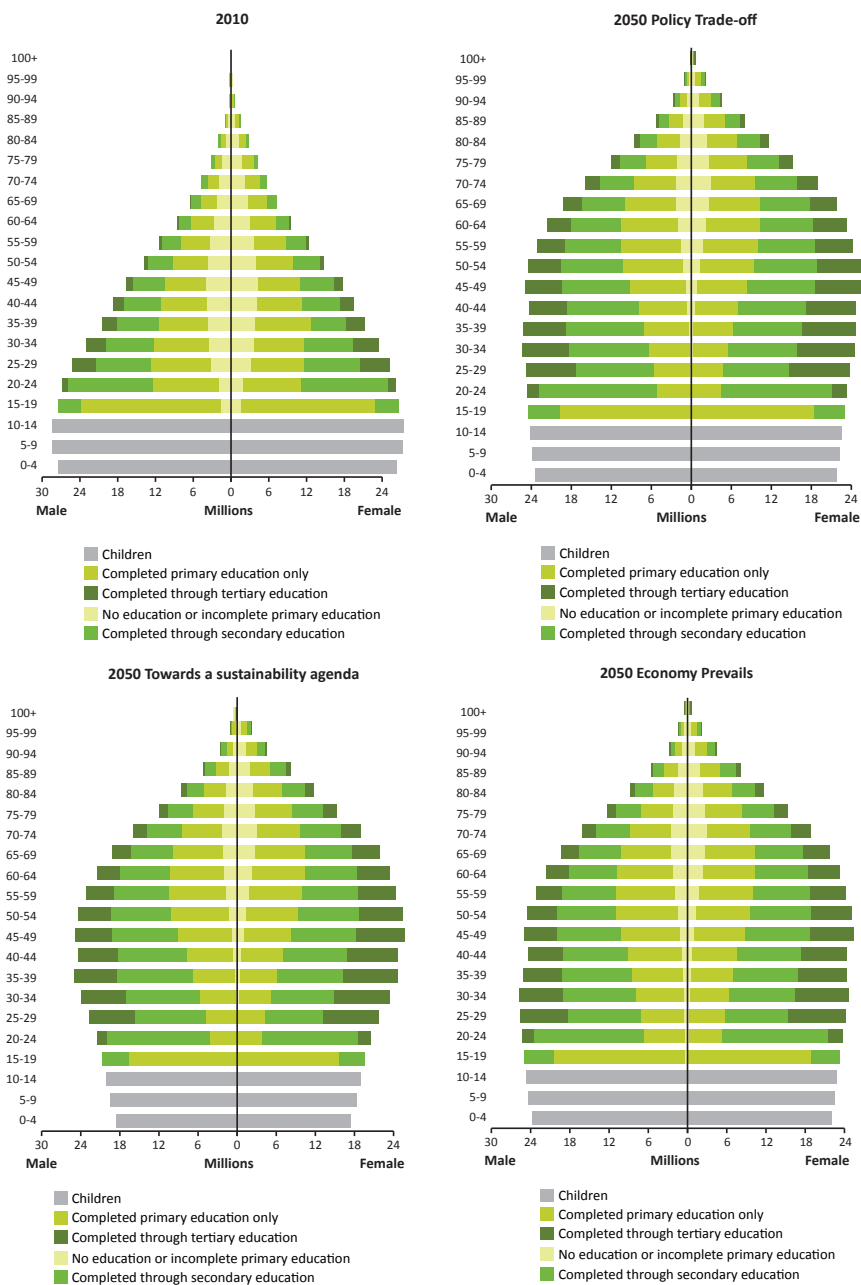 2010
100+
95-99
90-94
85-89
80-84
75-79
70-74
65-69
60-64
55-59
50-54
45-49
40-44
35-39
30-34
25-29
20-24
15-19
10-14
5-9
0-4
30 24 18 12 6 0 6 12 18 24
Male Millions Female
Children
Completed primary education only
Completed through tertiary education
No education or incomplete primary education
Completed through secondary education
2050 Policy Trade-off
100+
95-99
90-94
85-89
80-84
75-79
70-74
65-69
60-64
55-59
50-54
45-49
40-44
35-39
30-34
25-29
20-24
15-19
10-14
5-9
0-4
30 24 18 12 6 0 6 12 18 24
Male Millions Female
Children
Completed primary education only
Completed through tertiary education
No education or incomplete primary education
Completed through secondary education
2050 Towards a sustainability agenda
100+
95-99
90-94
85-89
80-84
75-79
70-74
65-69
60-64
55-59
50-54
45-49
40-44
35-39
30-34
25-29
20-24
15-19
10-14
5-9
0-4
30 24 18 12 6 0 6 12 18 24
Male Millions Female
Children
Completed primary education only
Completed through tertiary education
No education or incomplete primary education
Completed through secondary education
2050 Economy Prevails
100+
95-99
90-94
85-89
80-84
75-79
70-74
65-69
60-64
55-59
50-54
45-49
40-44
35-39
30-34
25-29
20-24
15-19
10-14
5-9
0-4
30 24 18 12 6 0 6 12 18 24
Male Millions Female
Children
Completed primary education only
Completed through tertiary education
No education or incomplete primary education
Completed through secondary education